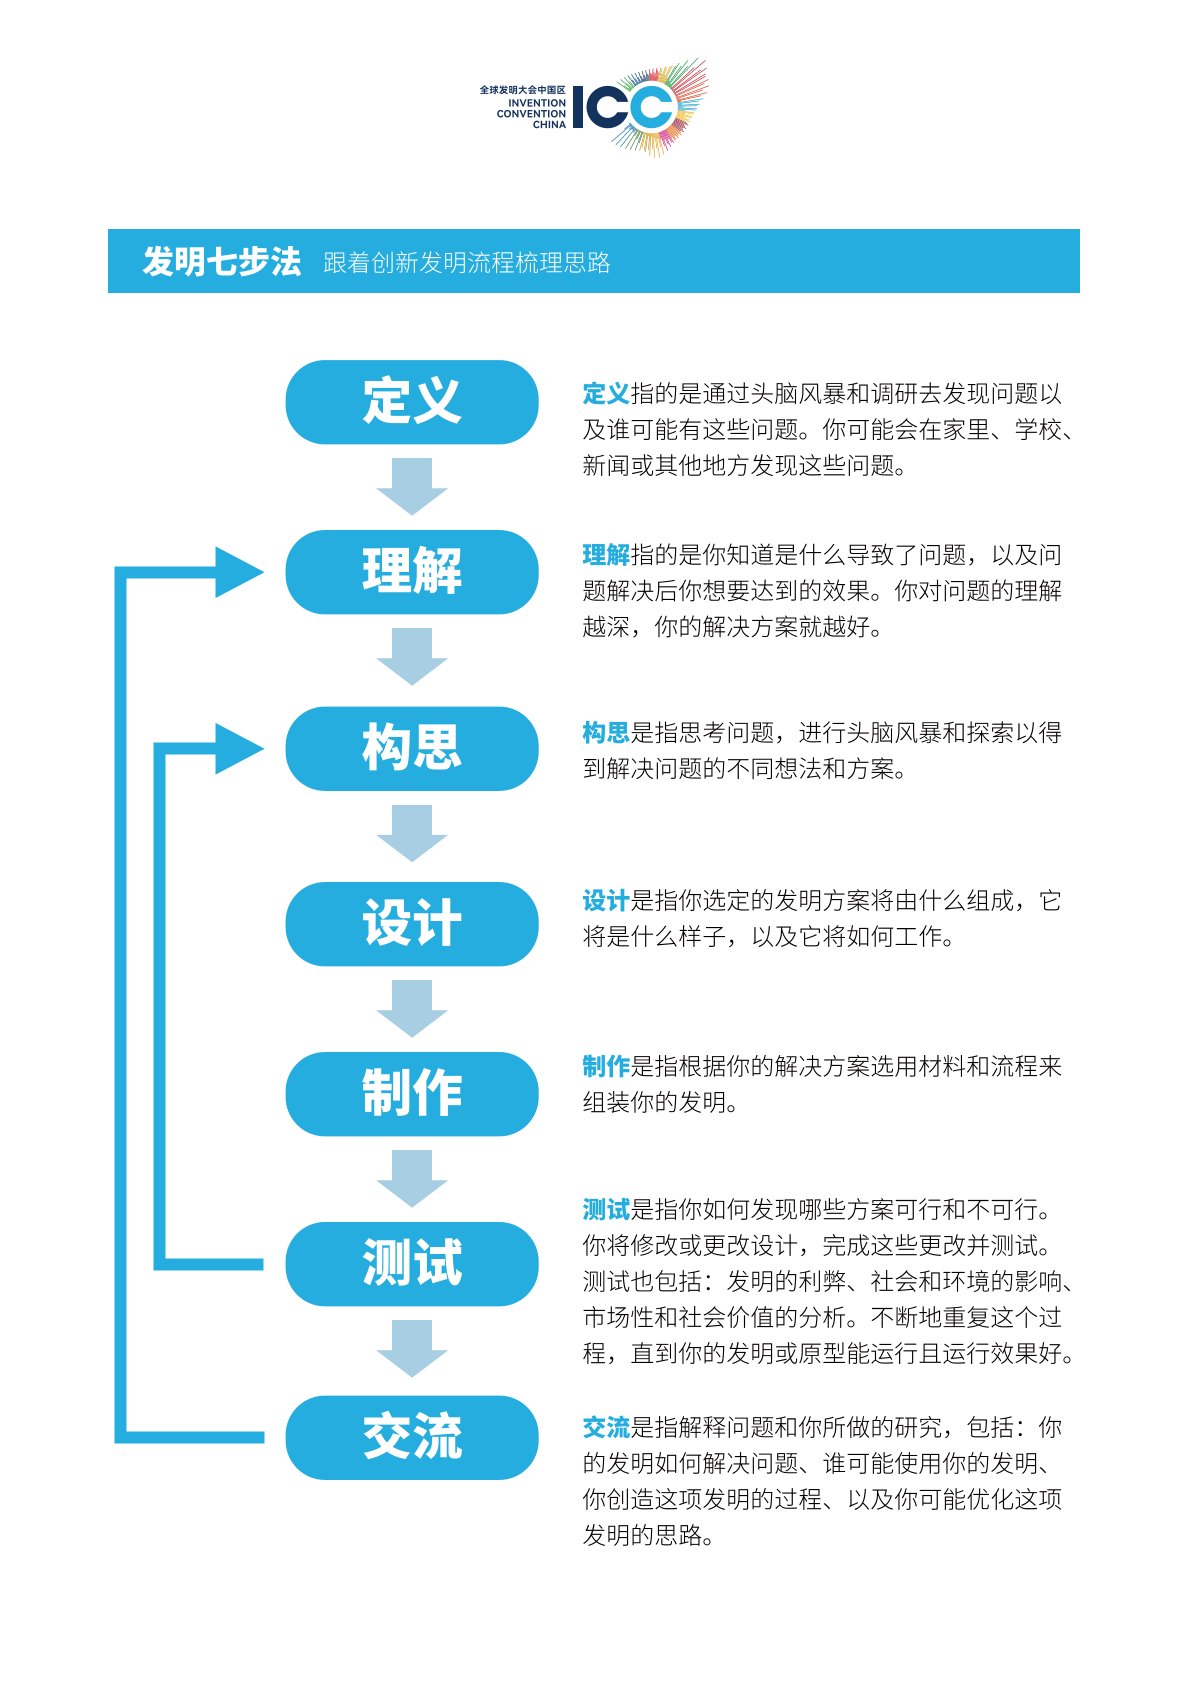 全球发明大会中国区
INVENTION
CONVENTION
CHINA
ICC
发明七步法 跟着创新发明流程梳理思路
定义
定义指的是通过头脑风暴和调研去发现问题以
及谁可能有这些问题。你可能会在家里、学校、
新闻或其他地方发现这些问题。
理解
理解指的是你知道是什么导致了问题，以及问
题解决后你想要达到的效果。你对问题的理解
越深，你的解决方案就越好。
构思
构思是指思考问题，进行头脑风暴和探索以得
到解决问题的不同想法和方案。
设计
设计是指你选定的发明方案将由什么组成，它
将是什么样子，以及它将如何工作。
制作
制作是指根据你的解决方案选用材料和流程来
组装你的发明。
测试
测试是指你如何发现哪些方案可行和不可行。
你将修改或更改设计，完成这些更改并测试。
测试也包括：发明的利弊、社会和环境的影响、
市场性和社会价值的分析。不断地重复这个过
程，直到你的发明或原型能运行且运行效果好。
交流
交流是指解释问题和你所做的研究，包括：你
的发明如何解决问题、谁可能使用你的发明、
你创造这项发明的过程、以及你可能优化这项
发明的思路。